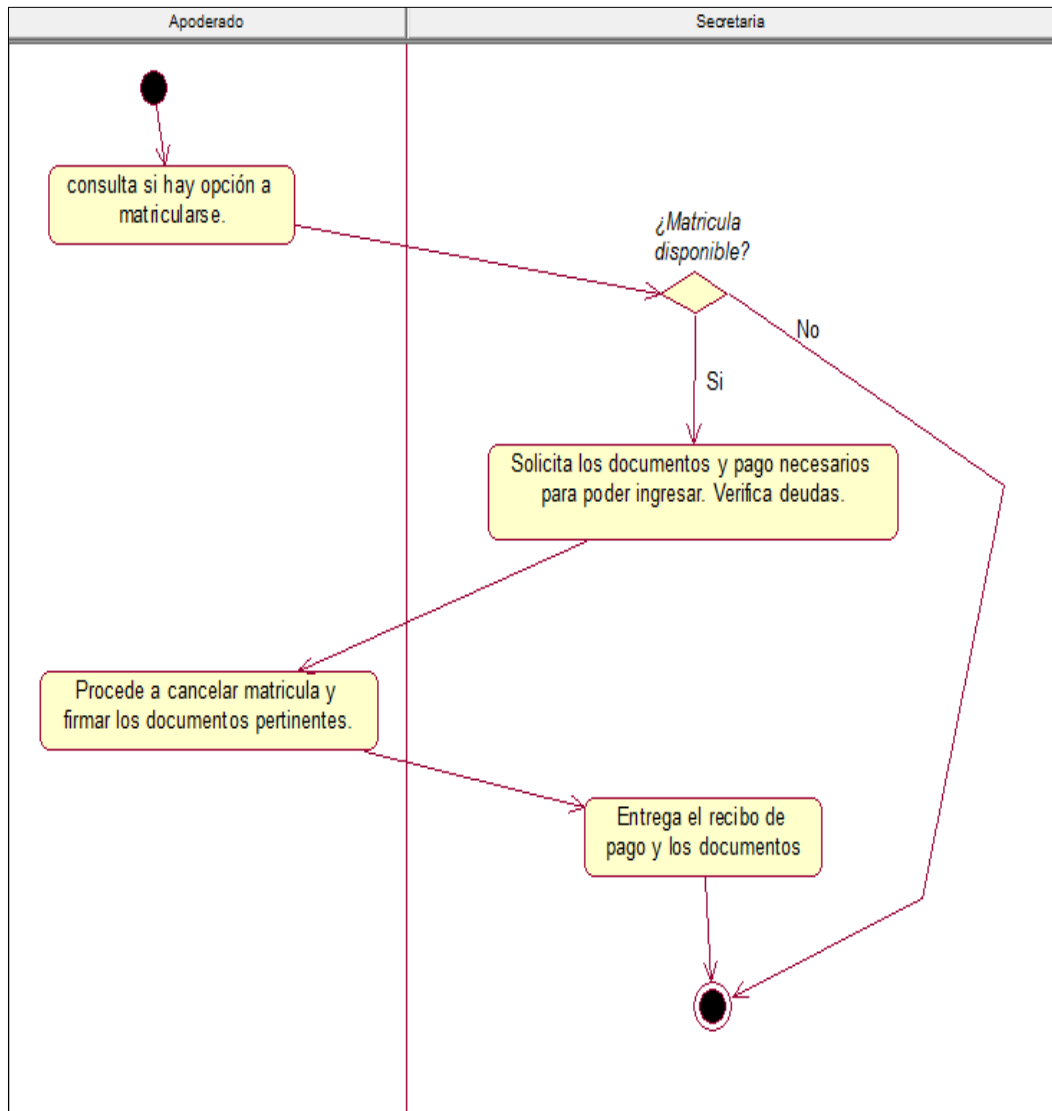 Apoderado
Secretaria
consulta si hay opción a
matricularse.
¿Matricula
disponible?
No
Si
Solicita los documentos y pago necesarios
para poder ingresar. Verifica deudas.
Procede a cancelar matricula y
firmar los documentos pertinentes.
Entrega el recibo de
pago y los documentos